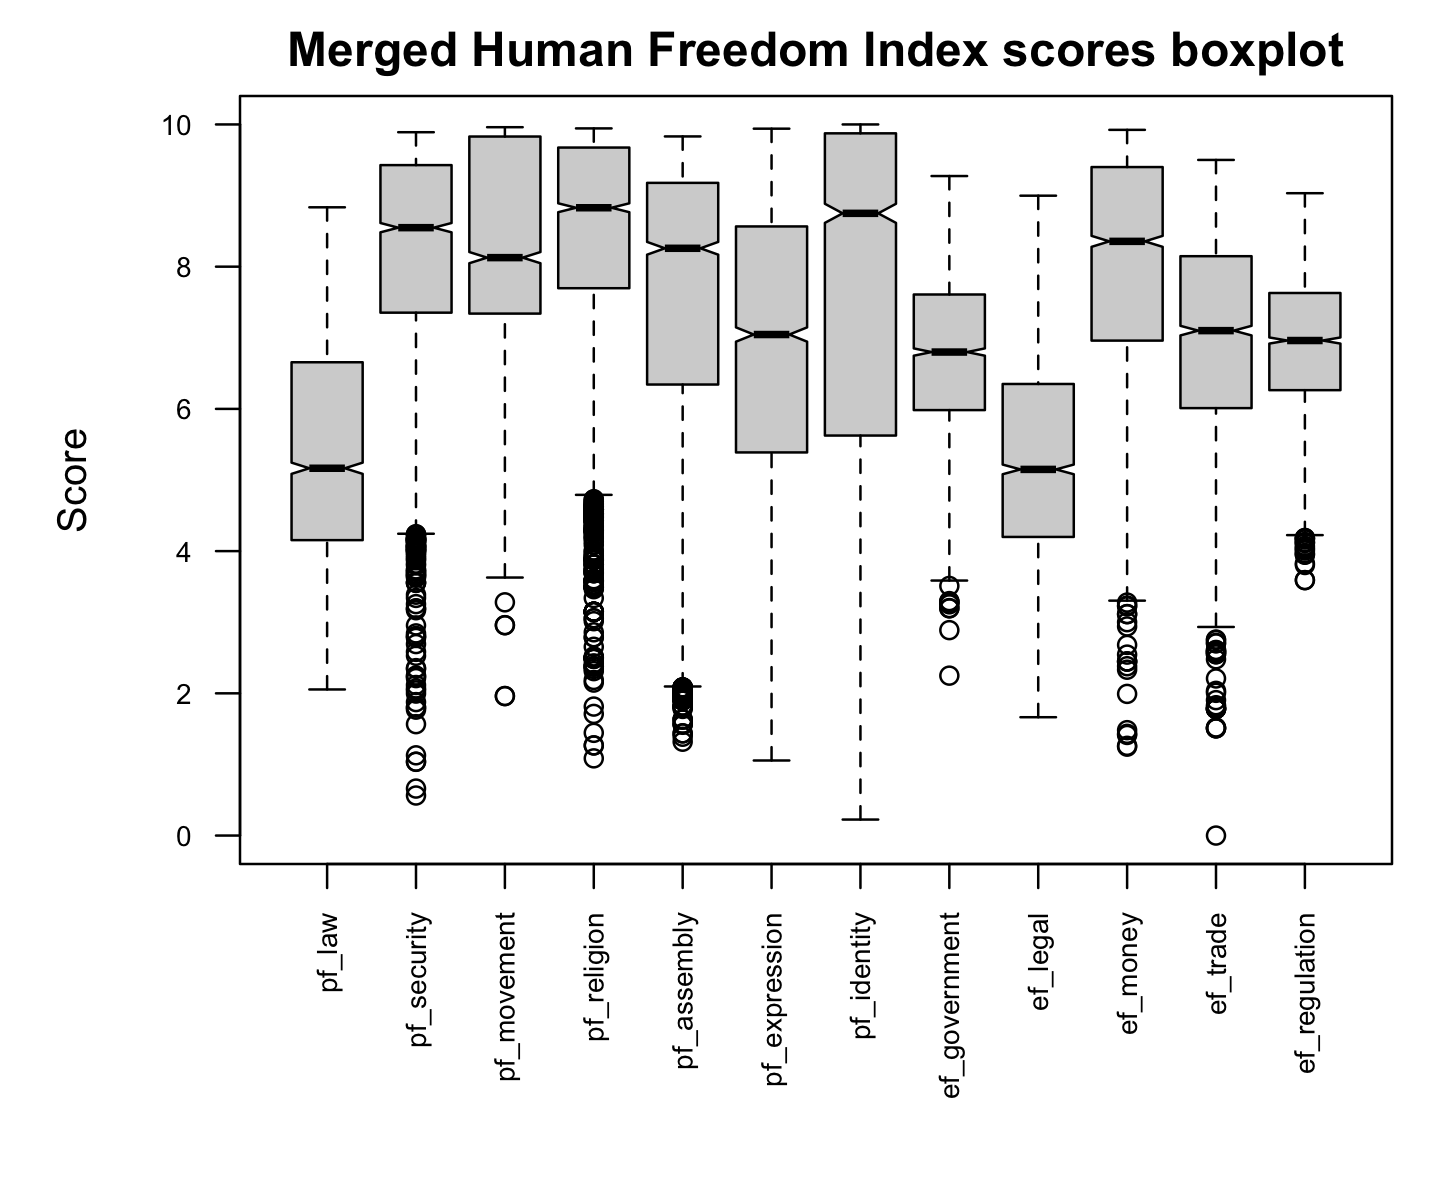 Merged Human Freedom Index scores boxplot
Score
10
8
6
4
2
0
pf_law
pf_security
pf_movement
pf_religion
pf_assembly
pf_expression
pf_identity
ef_government
ef_legal
ef_money
ef_trade
ef_regulation